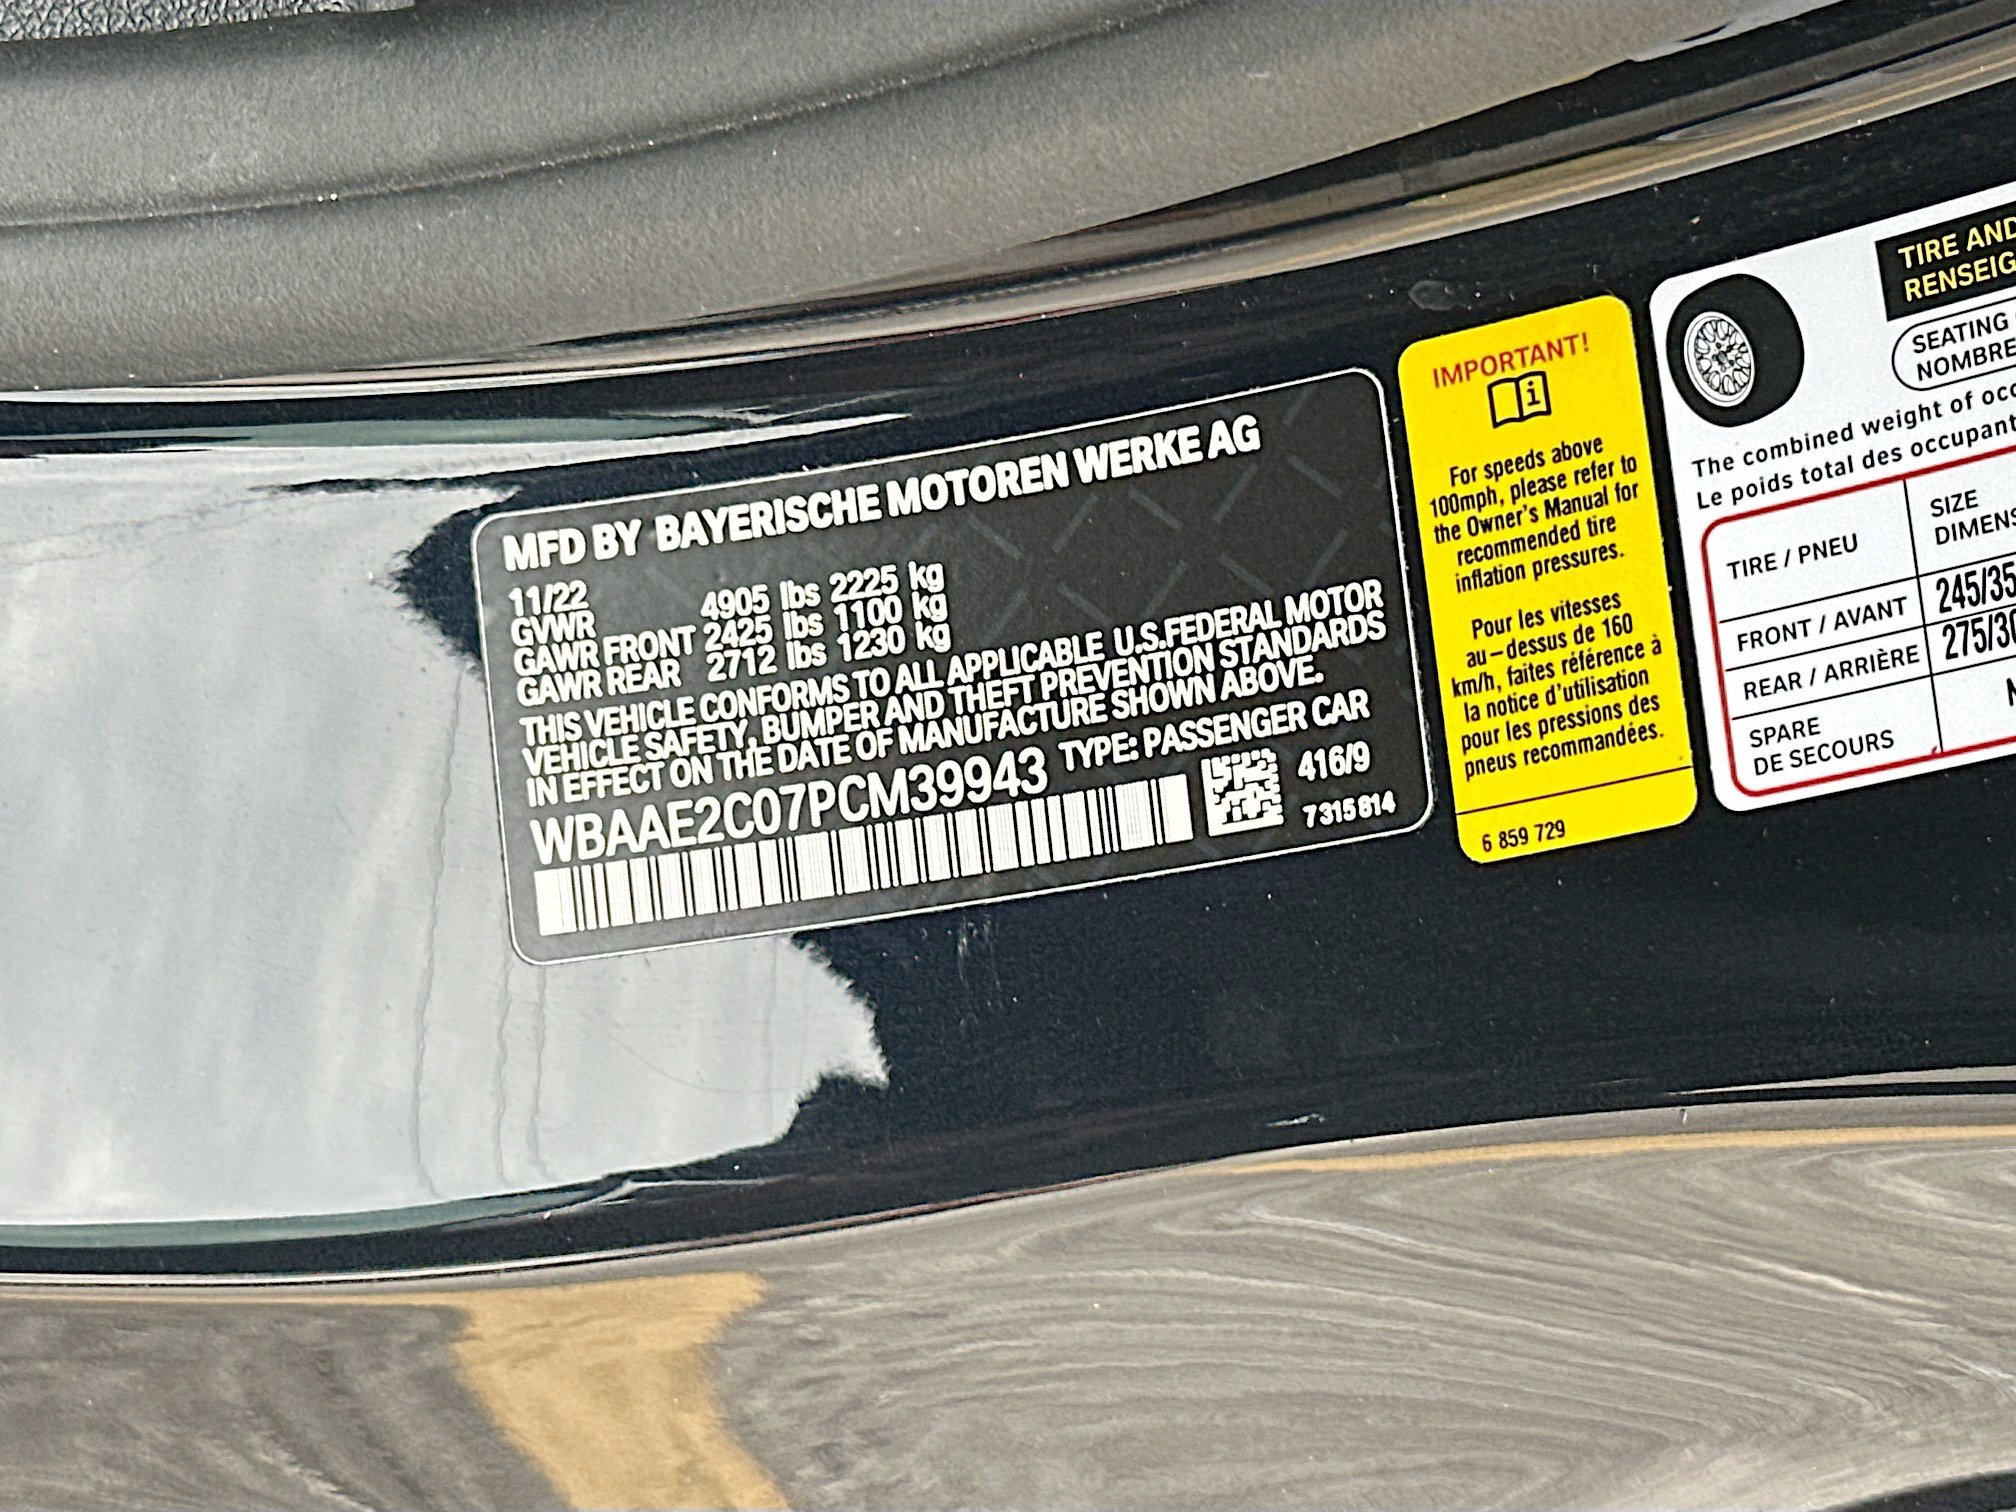 MFD BY BAYERISCHE MOTOREN WERKE AG
11/22
GVWR 4905 lbs 2225 kg
GAWR FRONT 2425 lbs 1100 kg
GAWR REAR 2712 lbs 1230 kg
THIS VEHICLE CONFORMS TO ALL APPLICABLE U.S.FEDERAL MOTOR
VEHICLE SAFETY, BUMPER AND THEFT PREVENTION STANDARDS
IN EFFECT ON THE DATE OF MANUFACTURE SHOWN ABOVE.
WBAAE2C07PCM39943 TYPE: PASSENGER CAR
416/9
7315814
IMPORTANT!
For speeds above
100mph, please refer to
the Owner's Manual for
recommended tire
inflation pressures.
Pour les vitesses
au-dessus de 160
km/h, faites référence à
la notice d'utilisation
pour les pressions des
pneus recommandées.
6 859 729
TIRE AND
RENSEIG
SEATING
NOMBRE
The combined weight of occ
Le poids total des occupant
TIRE / PNEU
SIZE
DIMENS
FRONT / AVANT 245/35
REAR / ARRIÈRE 275/30
SPARE
DE SECOURS